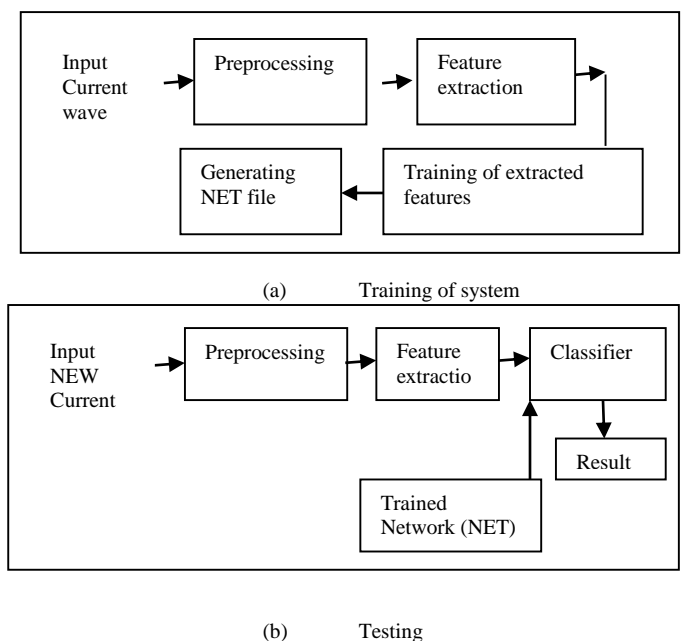 Input
Current
wave
Preprocessing
Feature
extraction
Generating
NET file
Training of extracted
features
(a) Training of system
Input
NEW
Current
Preprocessing
Feature
extractio
Classifier
Result
Trained
Network (NET)
(b) Testing